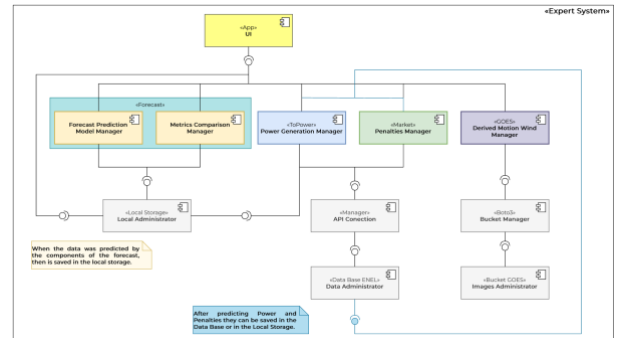 «Expert System»
«App»
UI
«Forecast»
Forecast Prediction
Model Manager
Metrics Comparison
Manager
«ToPower»
Power Generation Manager
«Market»
Penalties Manager
«GOES»
Derived Motion Wind
Manager
«Local Storage»
Local Administrator
«Manager»
API Conection
«Boto3»
Bucket Manager
When the data was predicted by
the components of the forecast,
then is saved in the local storage.
«Data Base ENEL»
Data Administrator
«Bucket GOES»
Images Administrator
After predicting Power and
Penalties they can be saved in the
Data Base or in the Local Storage.